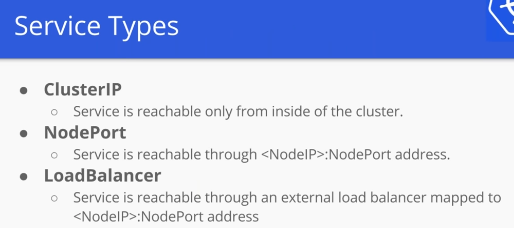 Service Types
● ClusterIP
○ Service is reachable only from inside of the cluster.
● NodePort
○ Service is reachable through <NodeIP>:NodePort address.
● LoadBalancer
○ Service is reachable through an external load balancer mapped to
<NodeIP>:NodePort address